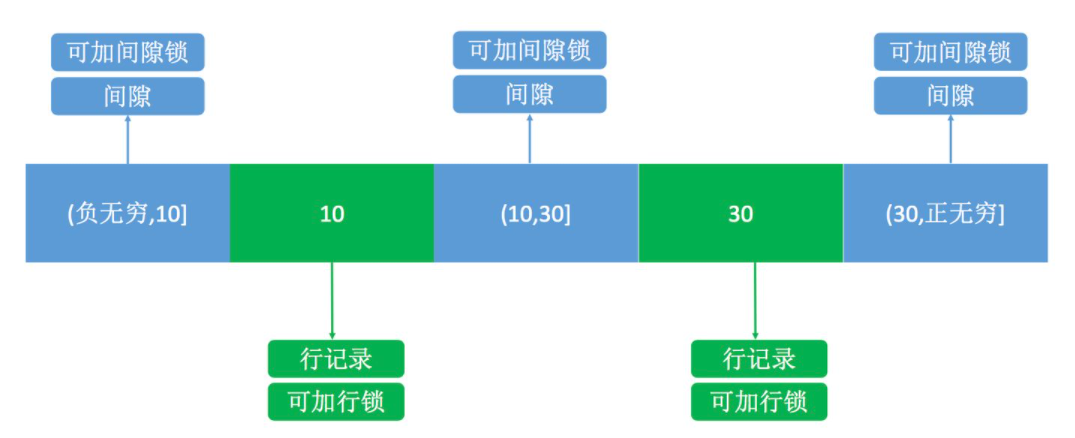 可加间隙锁
可加间隙锁
可加间隙锁
间隙
间隙
间隙
(负无穷,10]
10
(10,30]
30
(30,正无穷]
行记录
行记录
可加行锁
可加行锁